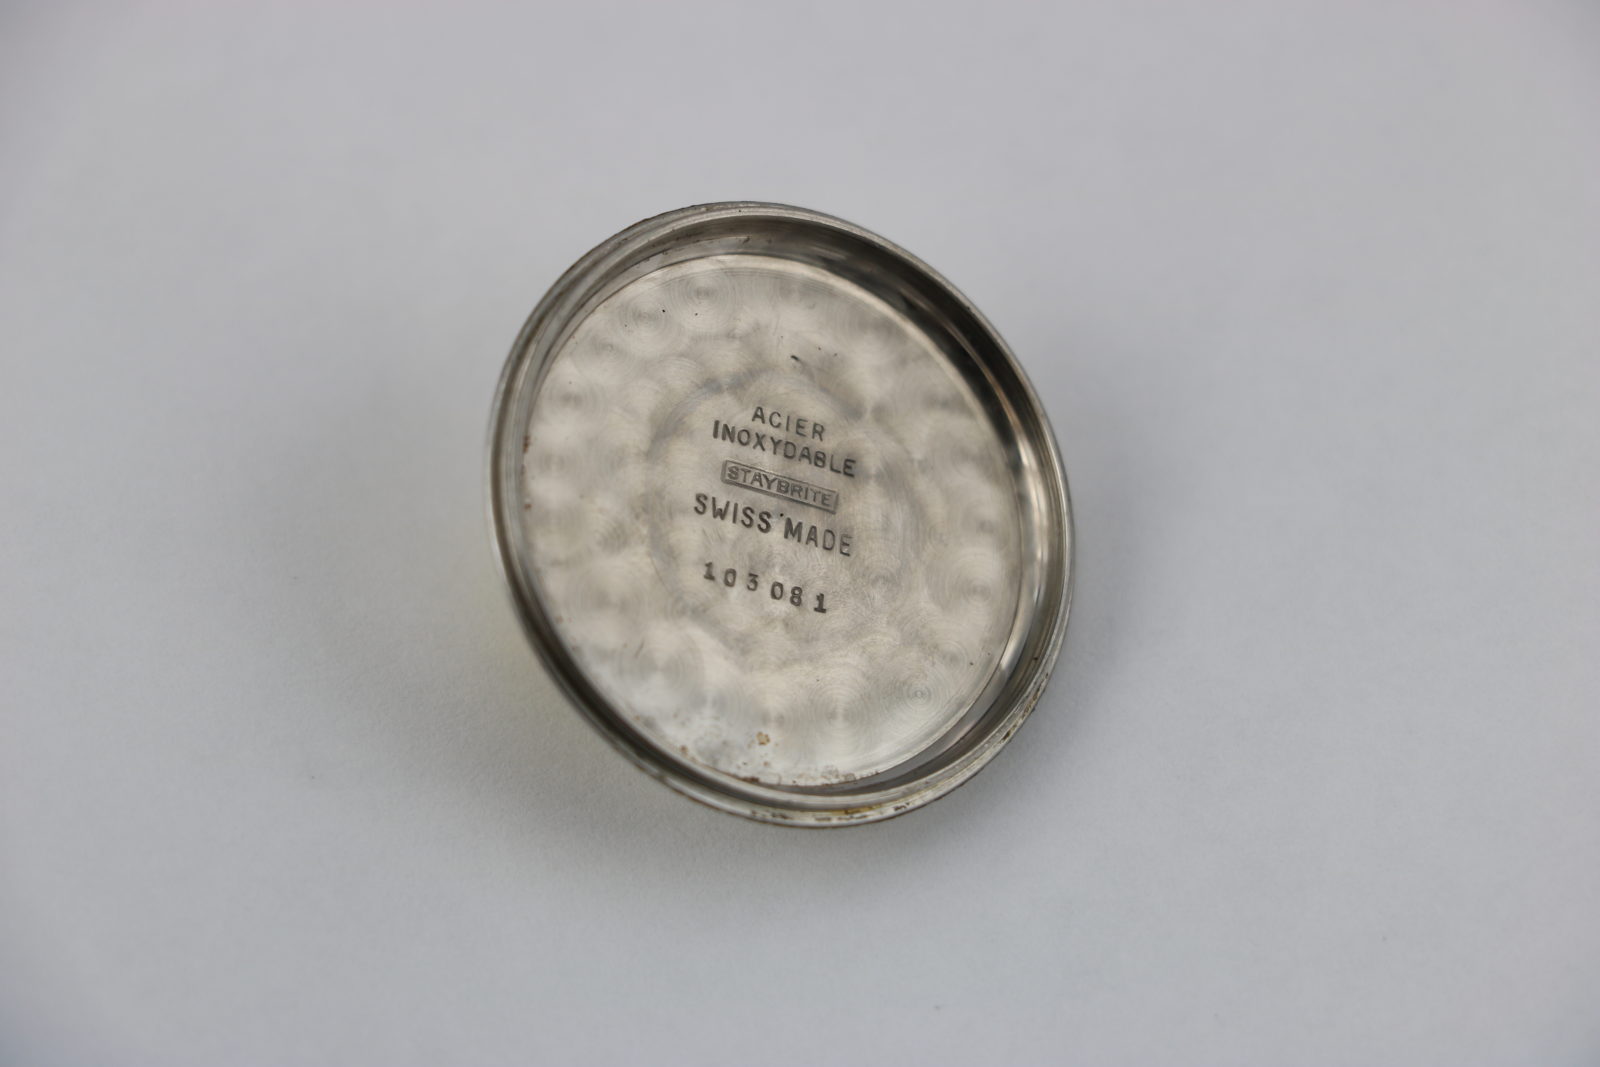 ACIER
INOXYDABLE
STAYBRITE
SWISS MADE
103081